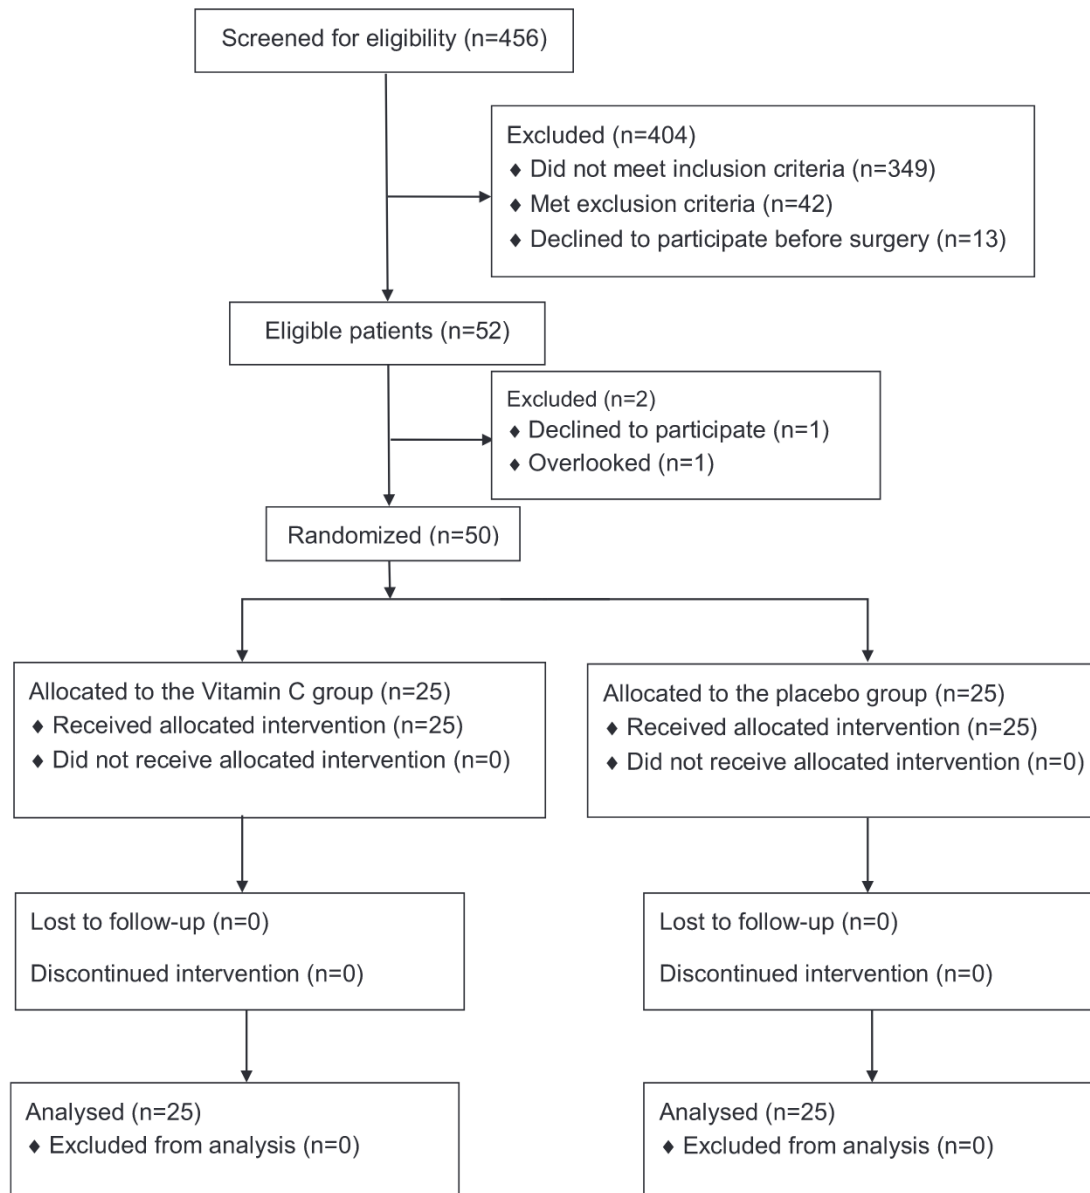 Screened for eligibility (n=456)
Excluded (n=404)
♦ Did not meet inclusion criteria (n=349)
♦ Met exclusion criteria (n=42)
♦ Declined to participate before surgery (n=13)
Eligible patients (n=52)
Excluded (n=2)
♦ Declined to participate (n=1)
♦ Overlooked (n=1)
Randomized (n=50)
Allocated to the Vitamin C group (n=25)
♦ Received allocated intervention (n=25)
♦ Did not receive allocated intervention (n=0)
Allocated to the placebo group (n=25)
♦ Received allocated intervention (n=25)
♦ Did not receive allocated intervention (n=0)
Lost to follow-up (n=0)
Discontinued intervention (n=0)
Lost to follow-up (n=0)
Discontinued intervention (n=0)
Analysed (n=25)
♦ Excluded from analysis (n=0)
Analysed (n=25)
♦ Excluded from analysis (n=0)